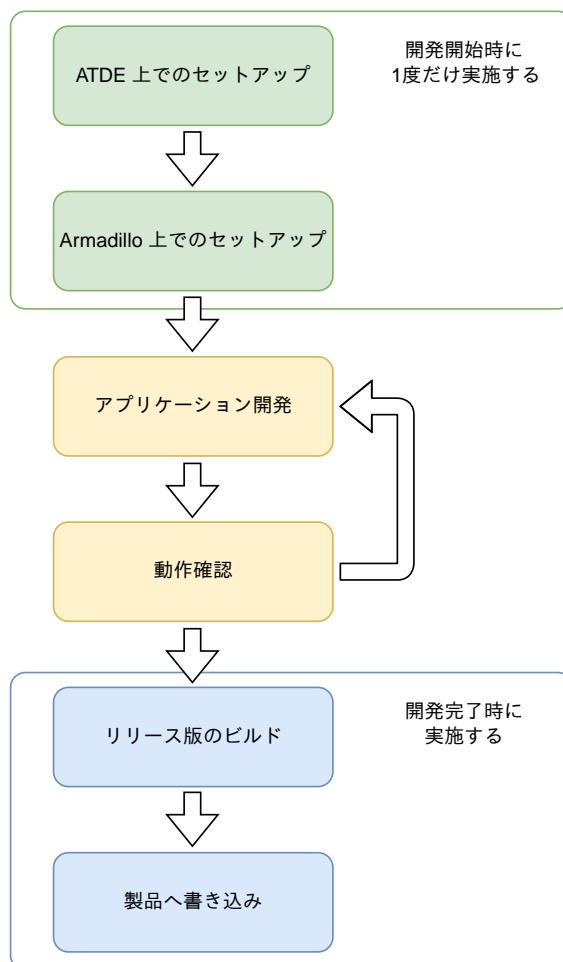 ATDE 上でのセットアップ
開発開始時に
1度だけ実施する
Armadillo 上でのセットアップ
アプリケーション開発
動作確認
リリース版のビルド
開発完了時に
実施する
製品へ書き込み